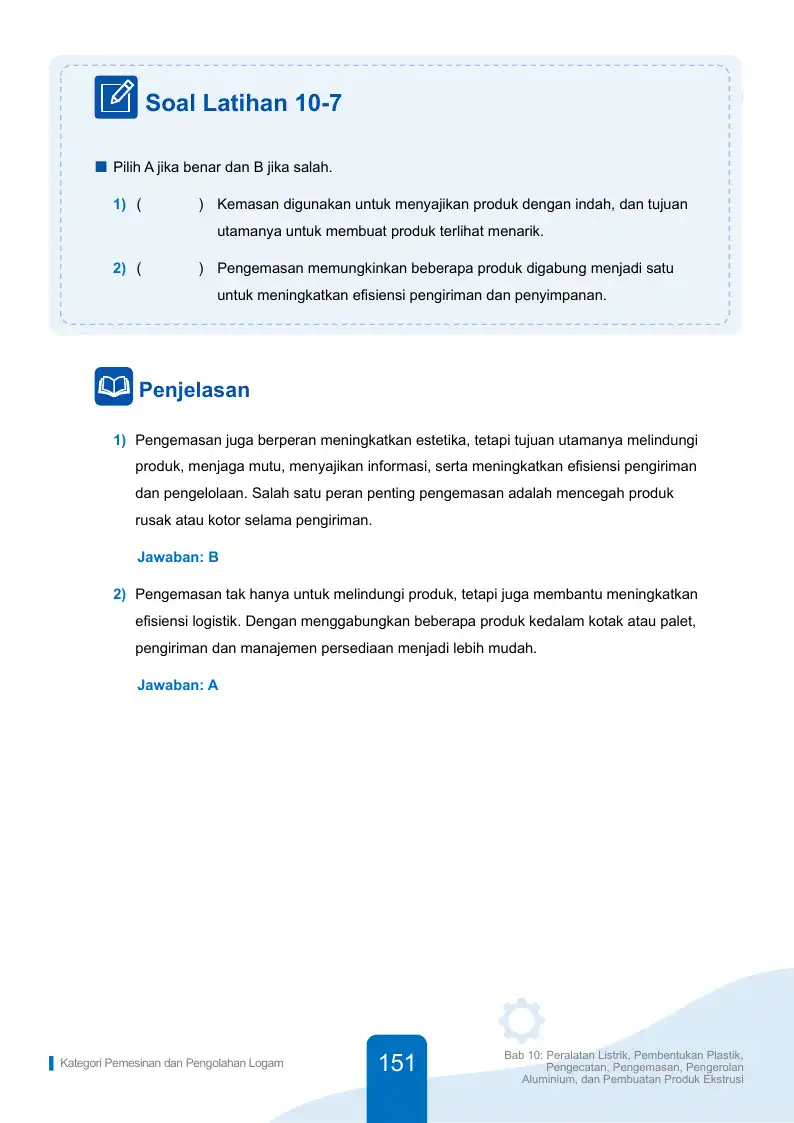 Soal Latihan 10-7
■ Pilih A jika benar dan B jika salah.
1) (          ) Kemasan digunakan untuk menyajikan produk dengan indah, dan tujuan
utamanya untuk membuat produk terlihat menarik.
2) (          ) Pengemasan memungkinkan beberapa produk digabung menjadi satu
untuk meningkatkan efisiensi pengiriman dan penyimpanan.
Penjelasan
1) Pengemasan juga berperan meningkatkan estetika, tetapi tujuan utamanya melindungi
produk, menjaga mutu, menyajikan informasi, serta meningkatkan efisiensi pengiriman
dan pengelolaan. Salah satu peran penting pengemasan adalah mencegah produk
rusak atau kotor selama pengiriman.
Jawaban: B
2) Pengemasan tak hanya untuk melindungi produk, tetapi juga membantu meningkatkan
efisiensi logistik. Dengan menggabungkan beberapa produk kedalam kotak atau palet,
pengiriman dan manajemen persediaan menjadi lebih mudah.
Jawaban: A
Kategori Pemesinan dan Pengolahan Logam
151
Bab 10: Peralatan Listrik, Pembentukan Plastik,
Pengecatan, Pengemasan, Pengerolan
Aluminium, dan Pembuatan Produk Ekstrusi